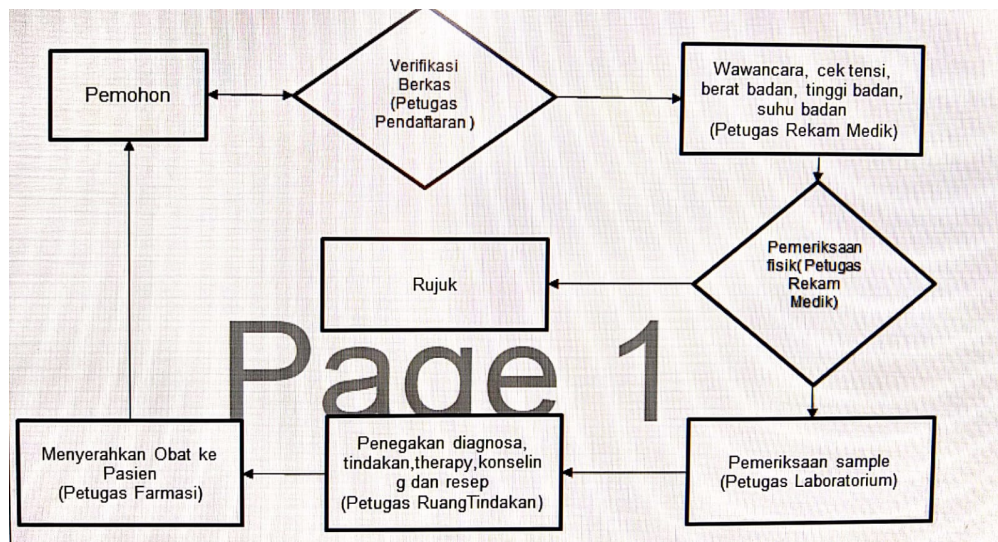 Pemohon
Verifikasi
Berkas
(Petugas
Pendaftaran)
Wawancara, cek tensi,
berat badan, tinggi badan,
suhu badan
(Petugas Rekam Medik)
Pemeriksaan
fisik(Petugas
Rekam
Medik)
Rujuk
Page 1
Menyerahkan Obat ke
Pasien
(Petugas Farmasi)
Penegakan diagnosa,
tindakan,therapy,konselin
g dan resep
(Petugas RuangTindakan)
Pemeriksaan sample
(Petugas Laboratorium)